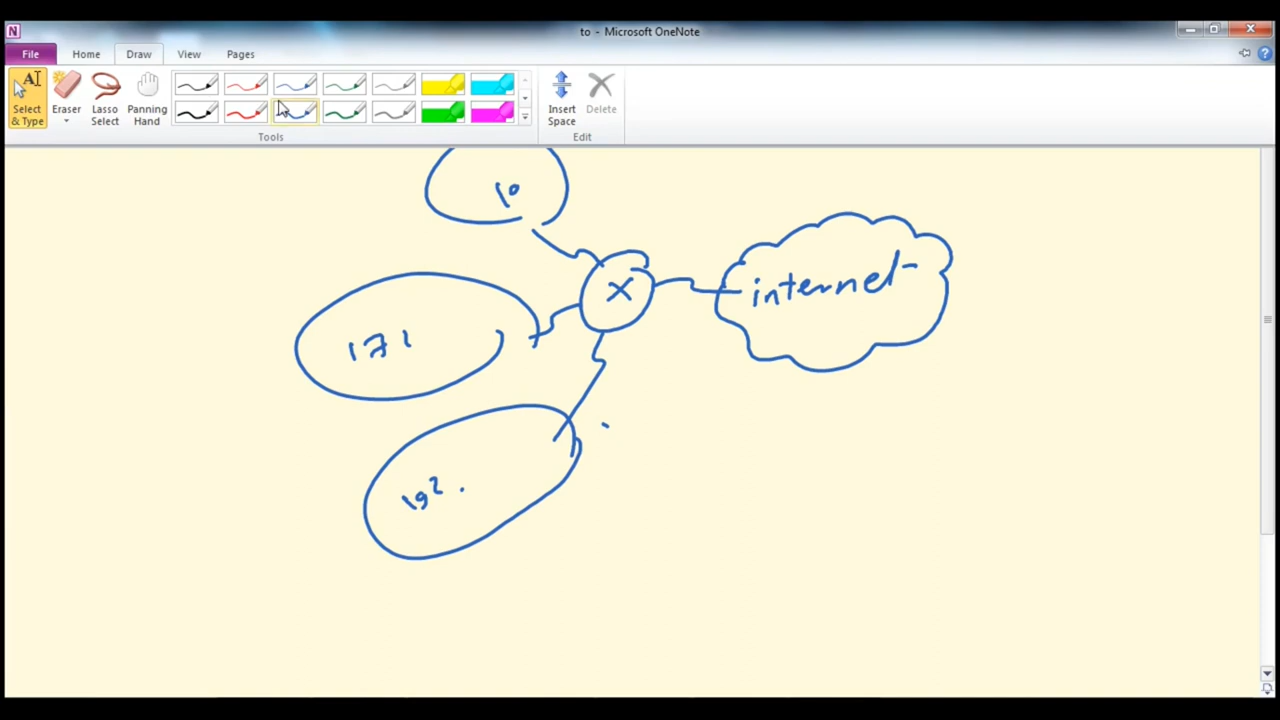 to - Microsoft OneNote
File Home Draw View Pages
Select & Type
Eraser
Lasso Select
Panning Hand
Insert Space
Delete
Tools
Edit
10
internet
192.